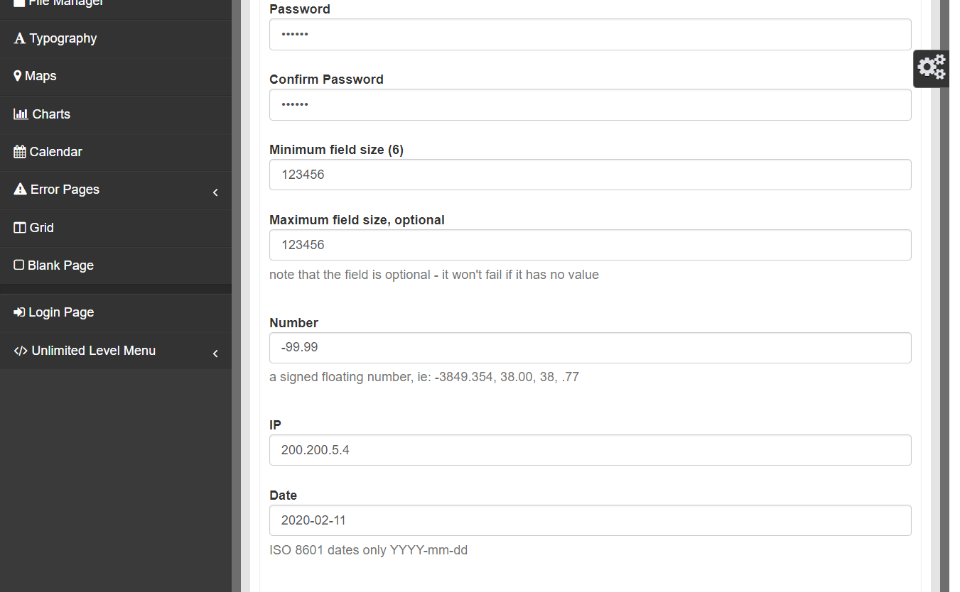 File Manager
Typography
Maps
Charts
Calendar
Error Pages
Grid
Blank Page
Login Page
Unlimited Level Menu
Password
••••••
Confirm Password
••••••
Minimum field size (6)
123456
Maximum field size, optional
123456
note that the field is optional - it won't fail if it has no value
Number
-99.99
a signed floating number, ie: -3849.354, 38.00, 38, .77
IP
200.200.5.4
Date
2020-02-11
ISO 8601 dates only YYYY-mm-dd